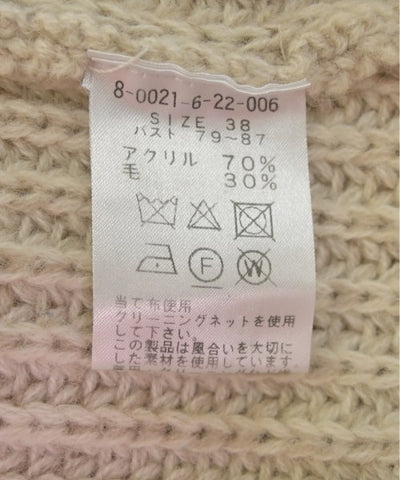 8-0021-6-22-006
SIZE 38
バスト 79~87
アクリル 70%
毛 30%
F W
当て布使用
クリーニングネットを使用
して下さい。
この製品は風合いを大切に
した素材を使用しています。